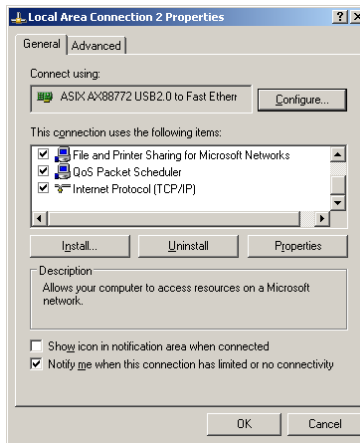 Local Area Connection 2 Properties
General
Advanced
Connect using:
ASIX AX88772 USB2.0 to Fast Etherr
Configure...
This connection uses the following items:
File and Printer Sharing for Microsoft Networks
QoS Packet Scheduler
Internet Protocol (TCP/IP)
Install...
Uninstall
Properties
Description
Allows your computer to access resources on a Microsoft
network.
Show icon in notification area when connected
Notify me when this connection has limited or no connectivity
OK
Cancel